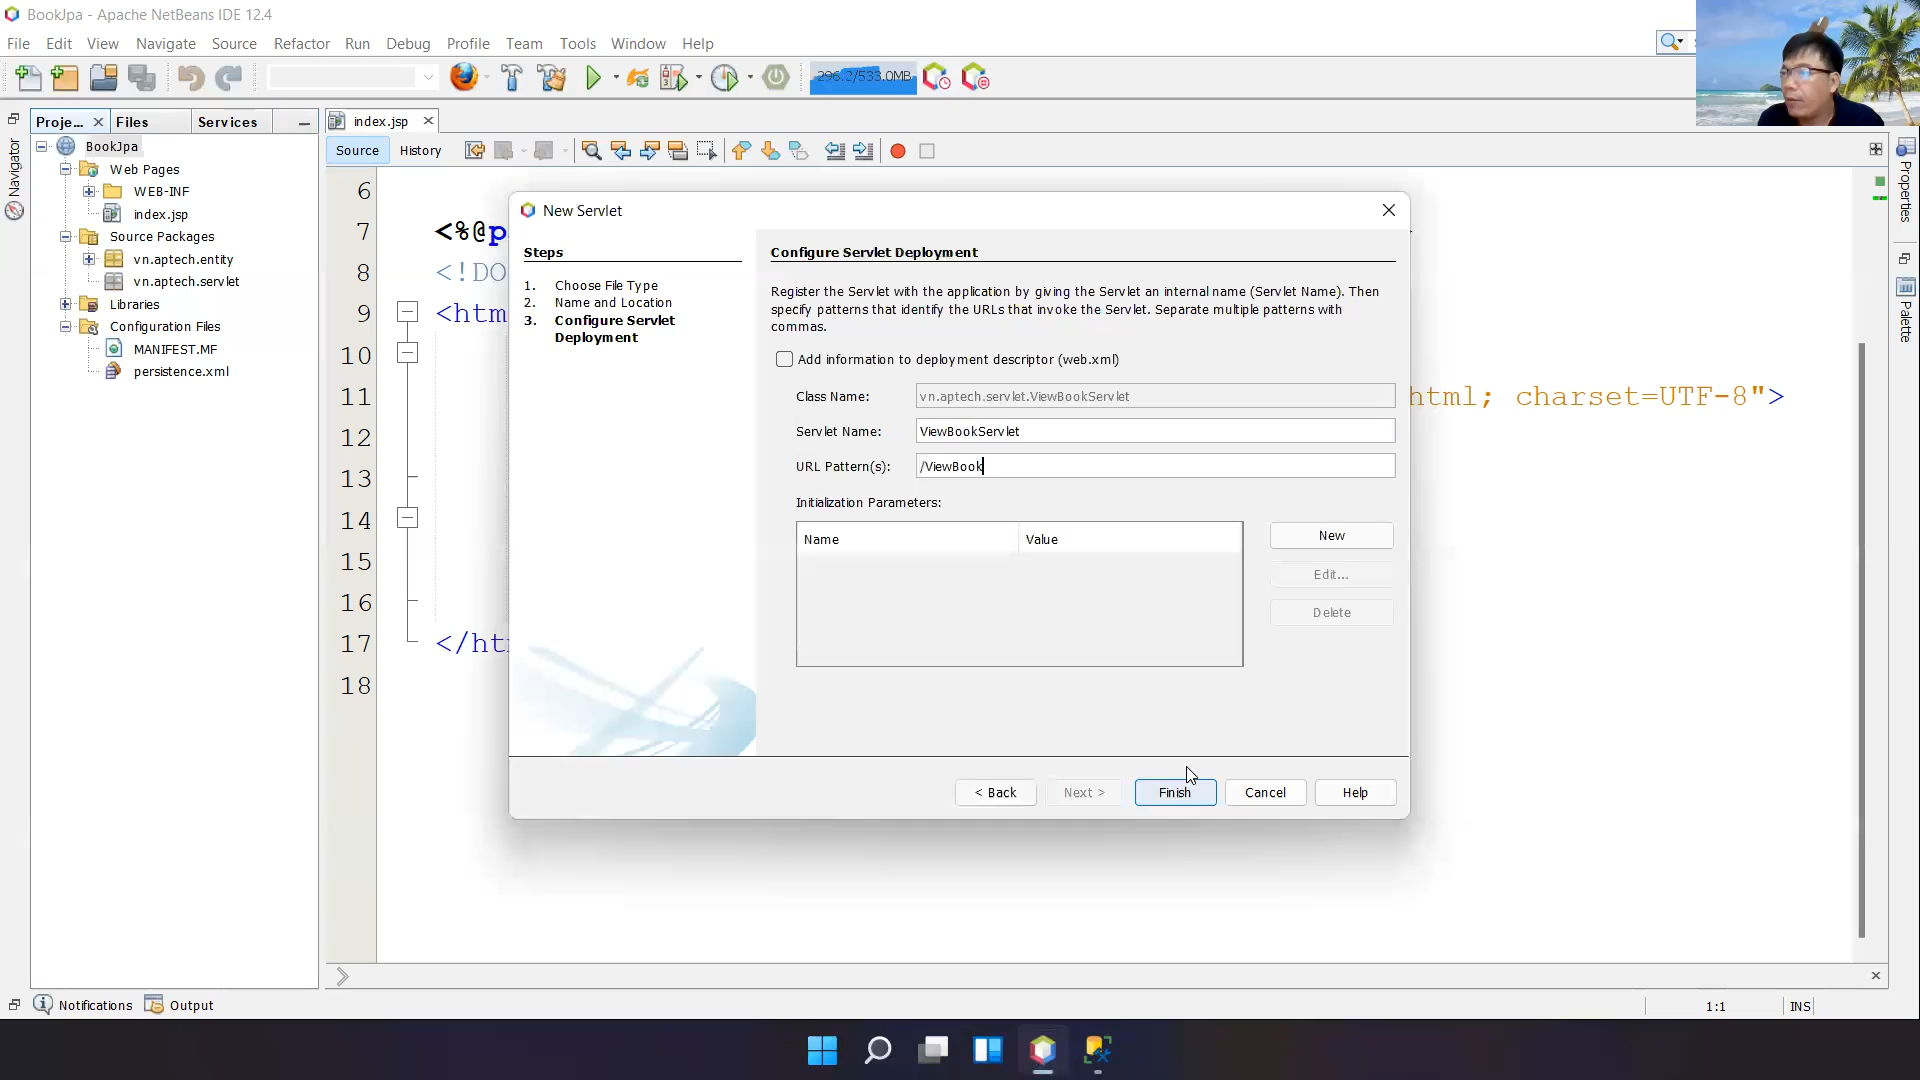 BookJpa - Apache NetBeans IDE 12.4
File Edit View Navigate Source Refactor Run Debug Profile Team Tools Window Help
296.2/533.0MB
Proje... Files Services
index.jsp
Source History
Navigator
BookJpa
Web Pages
WEB-INF
index.jsp
Source Packages
vn.aptech.entity
vn.aptech.servlet
Libraries
Configuration Files
MANIFEST.MF
persistence.xml
6
7 <%@p
8 <!DO
9 <htm
10
11 html; charset=UTF-8">
12
13
14
15
16
17 </ht
18
New Servlet
Steps
1. Choose File Type
2. Name and Location
3. Configure Servlet
Deployment
Configure Servlet Deployment
Register the Servlet with the application by giving the Servlet an internal name (Servlet Name). Then
specify patterns that identify the URLs that invoke the Servlet. Separate multiple patterns with
commas.
Add information to deployment descriptor (web.xml)
Class Name: vn.aptech.servlet.ViewBookServlet
Servlet Name: ViewBookServlet
URL Pattern(s): /ViewBook
Initialization Parameters:
Name Value
New
Edit...
Delete
< Back Next > Finish Cancel Help
Properties
Palette
Notifications Output
1:1 INS